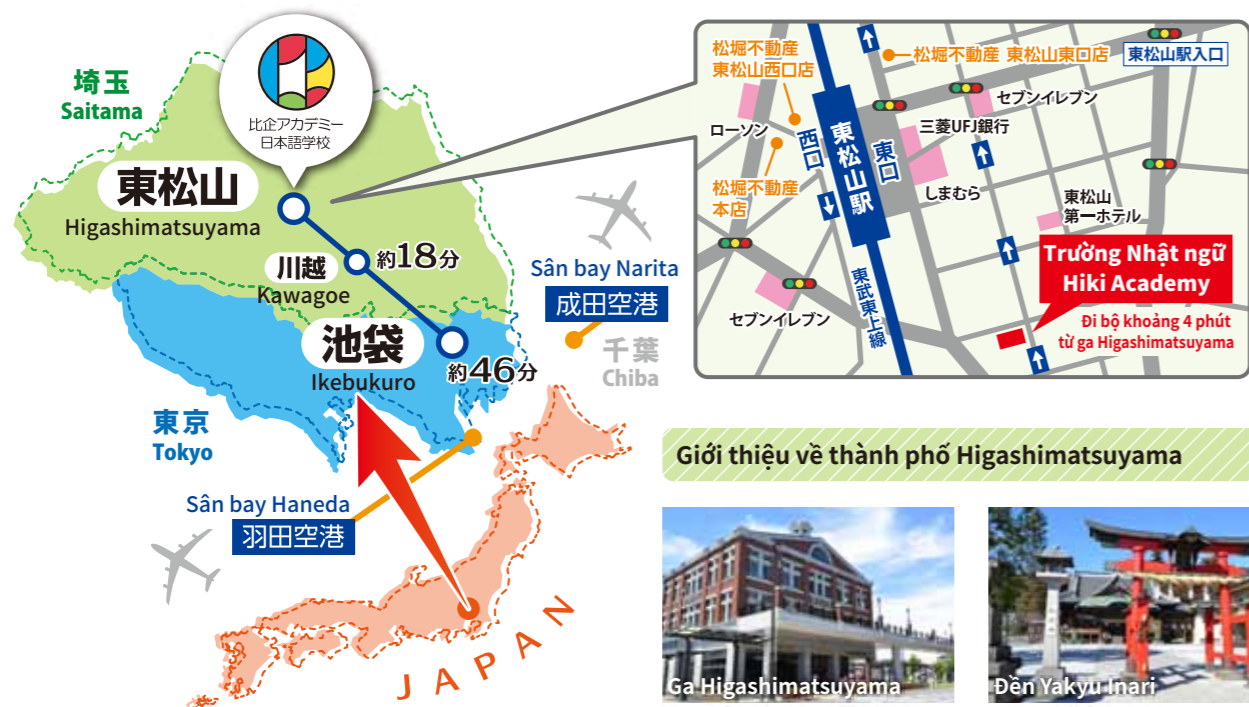 埼玉
Saitama
比企アカデミー
日本語学校
東松山
Higashimatsuyama
川越
Kawagoe
約18分
池袋
Ikebukuro
約46分
東京
Tokyo
Sân bay Narita
成田空港
千葉
Chiba
Sân bay Haneda
羽田空港
JAPAN
松堀不動産
東松山西口店
松堀不動産 東松山東口店
東松山駅入口
セブンイレブン
ローソン
西口
東松山駅
東口
三菱UFJ銀行
しまむら
松堀不動産
本店
東松山
第一ホテル
Trường Nhật ngữ
Hiki Academy
Đi bộ khoảng 4 phút
từ ga Higashimatsuyama
セブンイレブン
東武東上線
Giới thiệu về thành phố Higashimatsuyama
Ga Higashimatsuyama
Đền Yakyu Inari